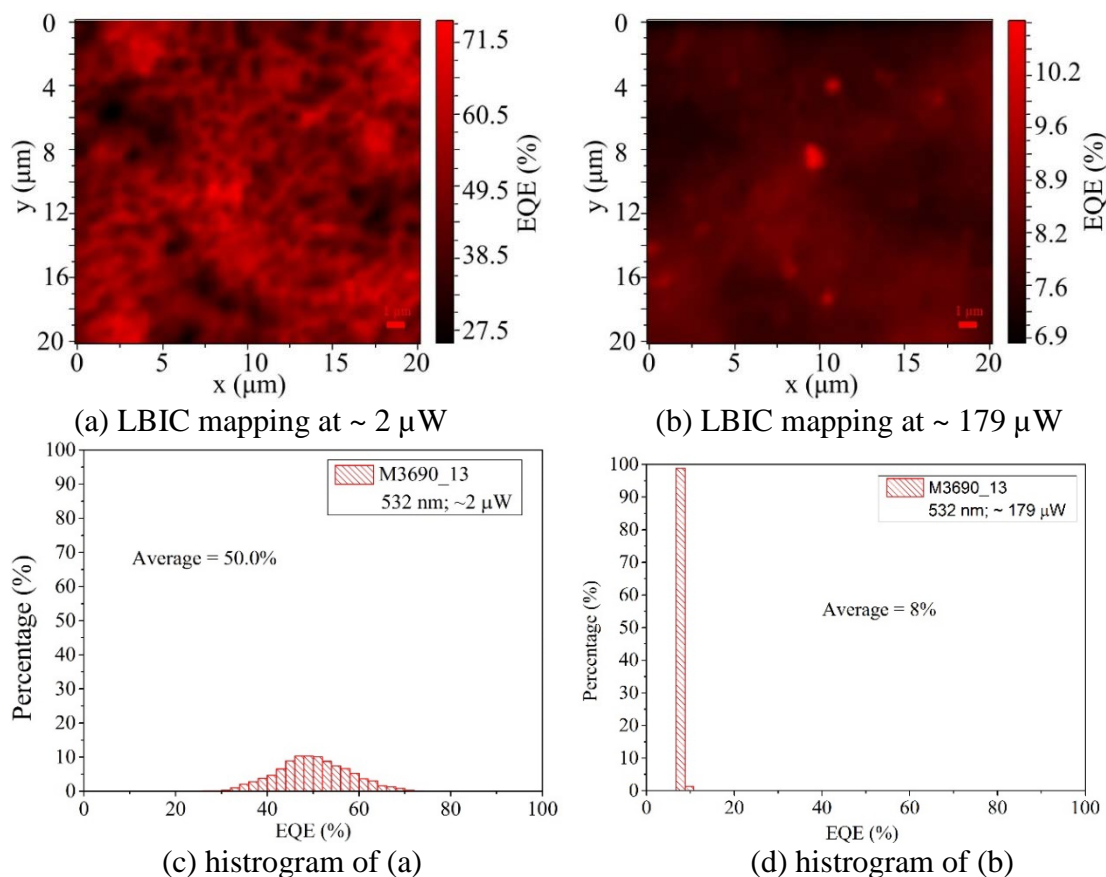 0
4
8
12
16
20
y (µm)
0 5 10 15 20
x (µm)
1 µm
71.5
60.5
49.5
38.5
27.5
EQE (%)
0
4
8
12
16
20
y (µm)
0 5 10 15 20
x (µm)
1 µm
10.2
9.6
8.9
8.2
7.6
6.9
EQE (%)
(a) LBIC mapping at ~ 2 µW
(b) LBIC mapping at ~ 179 µW
100
90
80
70
60
50
40
30
20
10
0
Percentage (%)
M3690_13
532 nm; ~2 µW
Average = 50.0%
0 20 40 60 80 100
EQE (%)
100
90
80
70
60
50
40
30
20
10
0
Percentage (%)
M3690_13
532 nm; ~ 179 µW
Average = 8%
0 20 40 60 80 100
EQE (%)
(c) histrogram of (a)
(d) histrogram of (b)